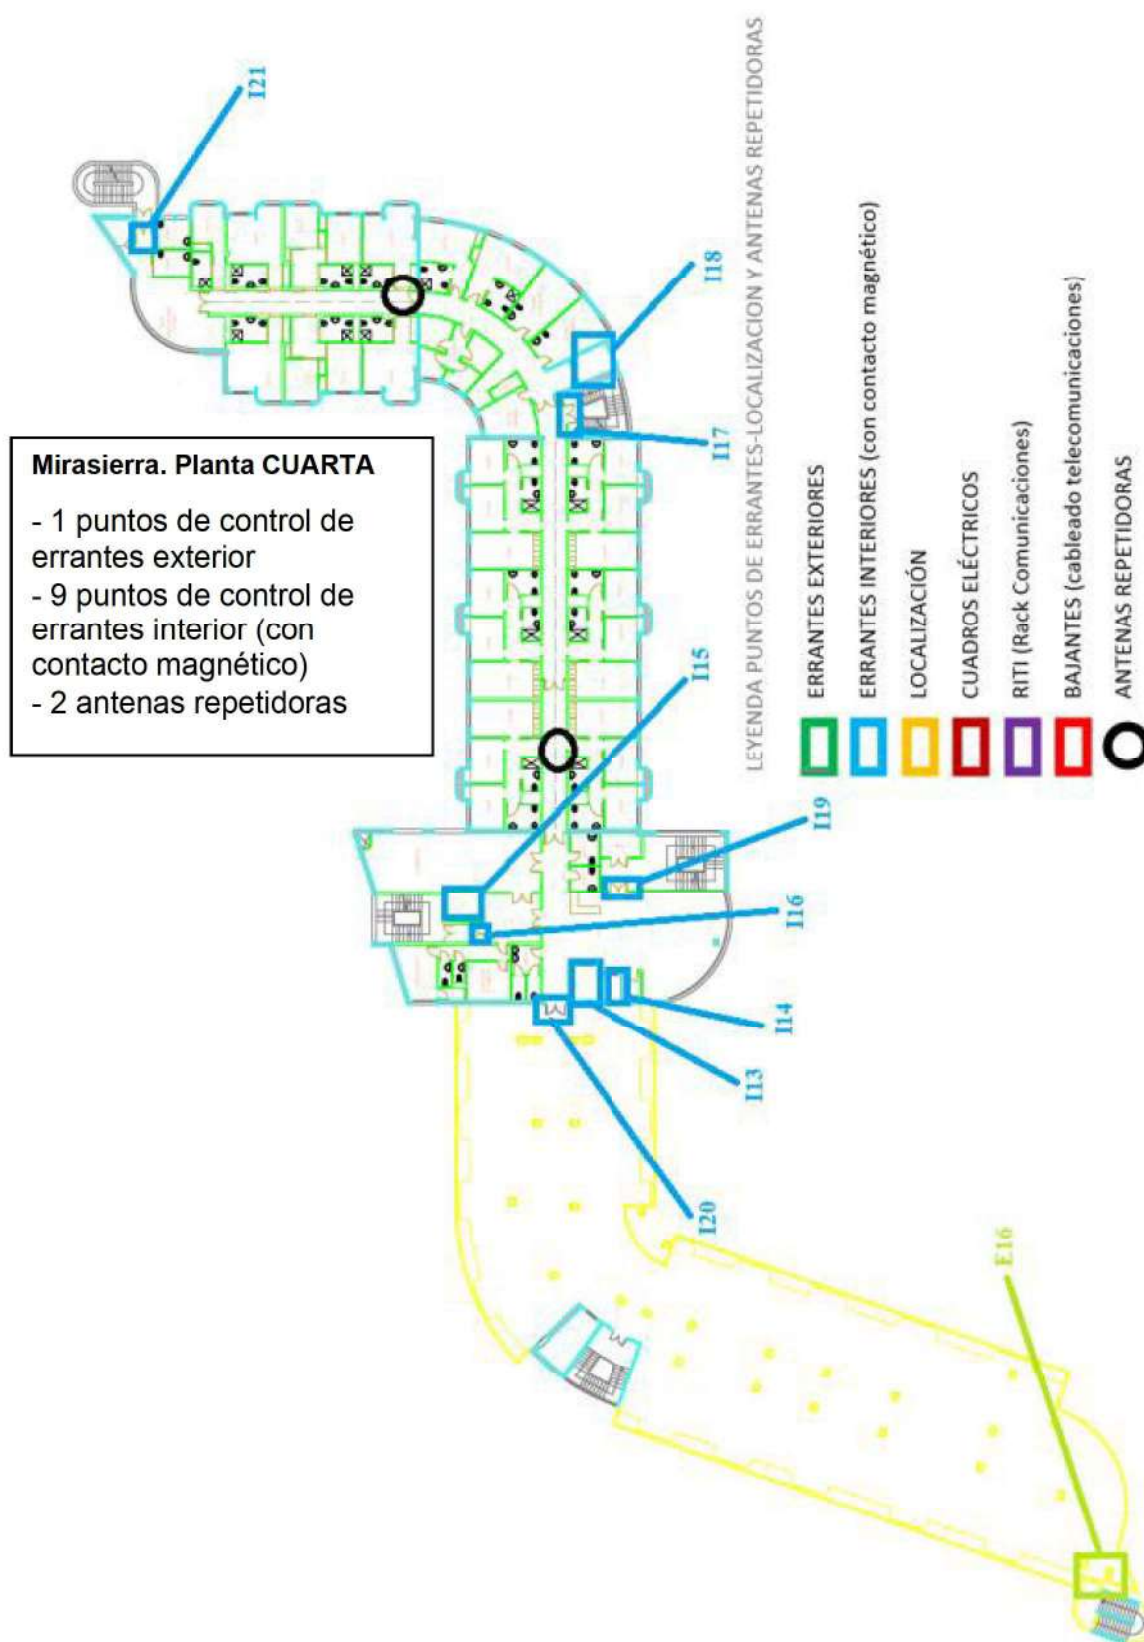 Mirasierra. Planta CUARTA
- 1 puntos de control de
errantes exterior
- 9 puntos de control de
errantes interior (con
contacto magnético)
- 2 antenas repetidoras
I21
I18
I17
I15
I19
I16
I14
I13
I20
E16
LEYENDA PUNTOS DE ERRANTES-LOCALIZACION Y ANTENAS REPETIDORAS
ERRANTES EXTERIORES
ERRANTES INTERIORES (con contacto magnético)
LOCALIZACIÓN
CUADROS ELÉCTRICOS
RITI (Rack Comunicaciones)
BAJANTES (cableado telecomunicaciones)
ANTENAS REPETIDORAS